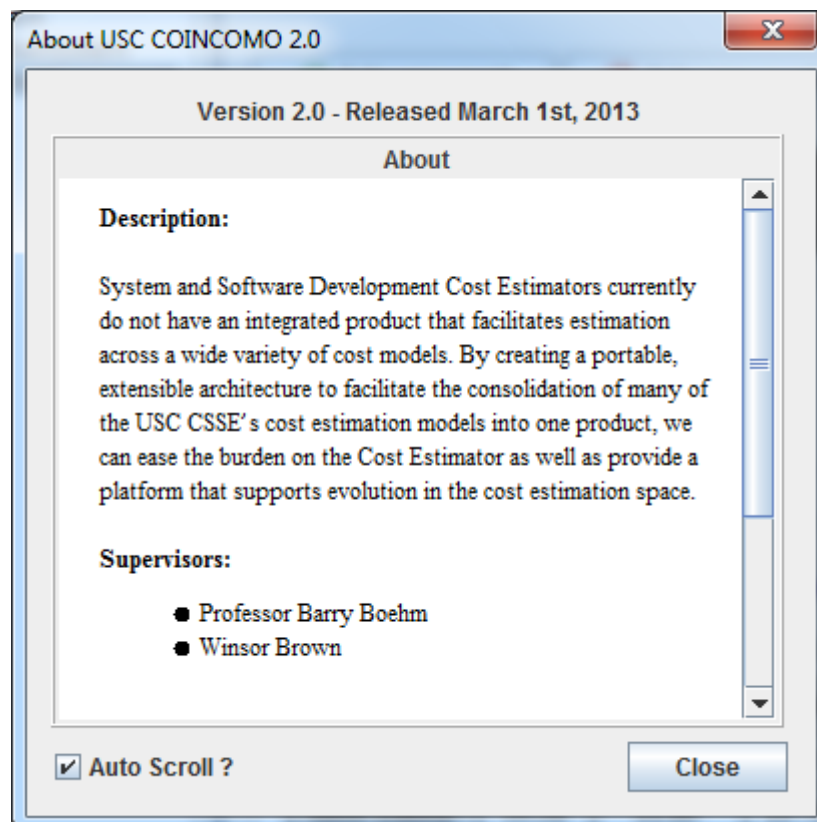 About USC COINCOMO 2.0
Version 2.0 - Released March 1st, 2013
About
Description:
System and Software Development Cost Estimators currently
do not have an integrated product that facilitates estimation
across a wide variety of cost models. By creating a portable,
extensible architecture to facilitate the consolidation of many of
the USC CSSE's cost estimation models into one product, we
can ease the burden on the Cost Estimator as well as provide a
platform that supports evolution in the cost estimation space.
Supervisors:
● Professor Barry Boehm
● Winsor Brown
Auto Scroll ?
Close